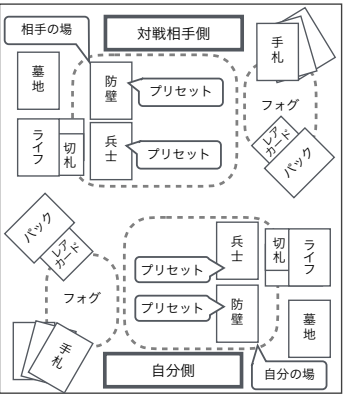 相手の場
対戦相手側
手札
墓地
防壁
プリセット
フォグ
ライフ
切札
兵士
プリセット
レア
カード
パック
パック
レア
カード
兵士
切札
ライフ
プリセット
フォグ
プリセット
防壁
墓地
手札
自分側
自分の場